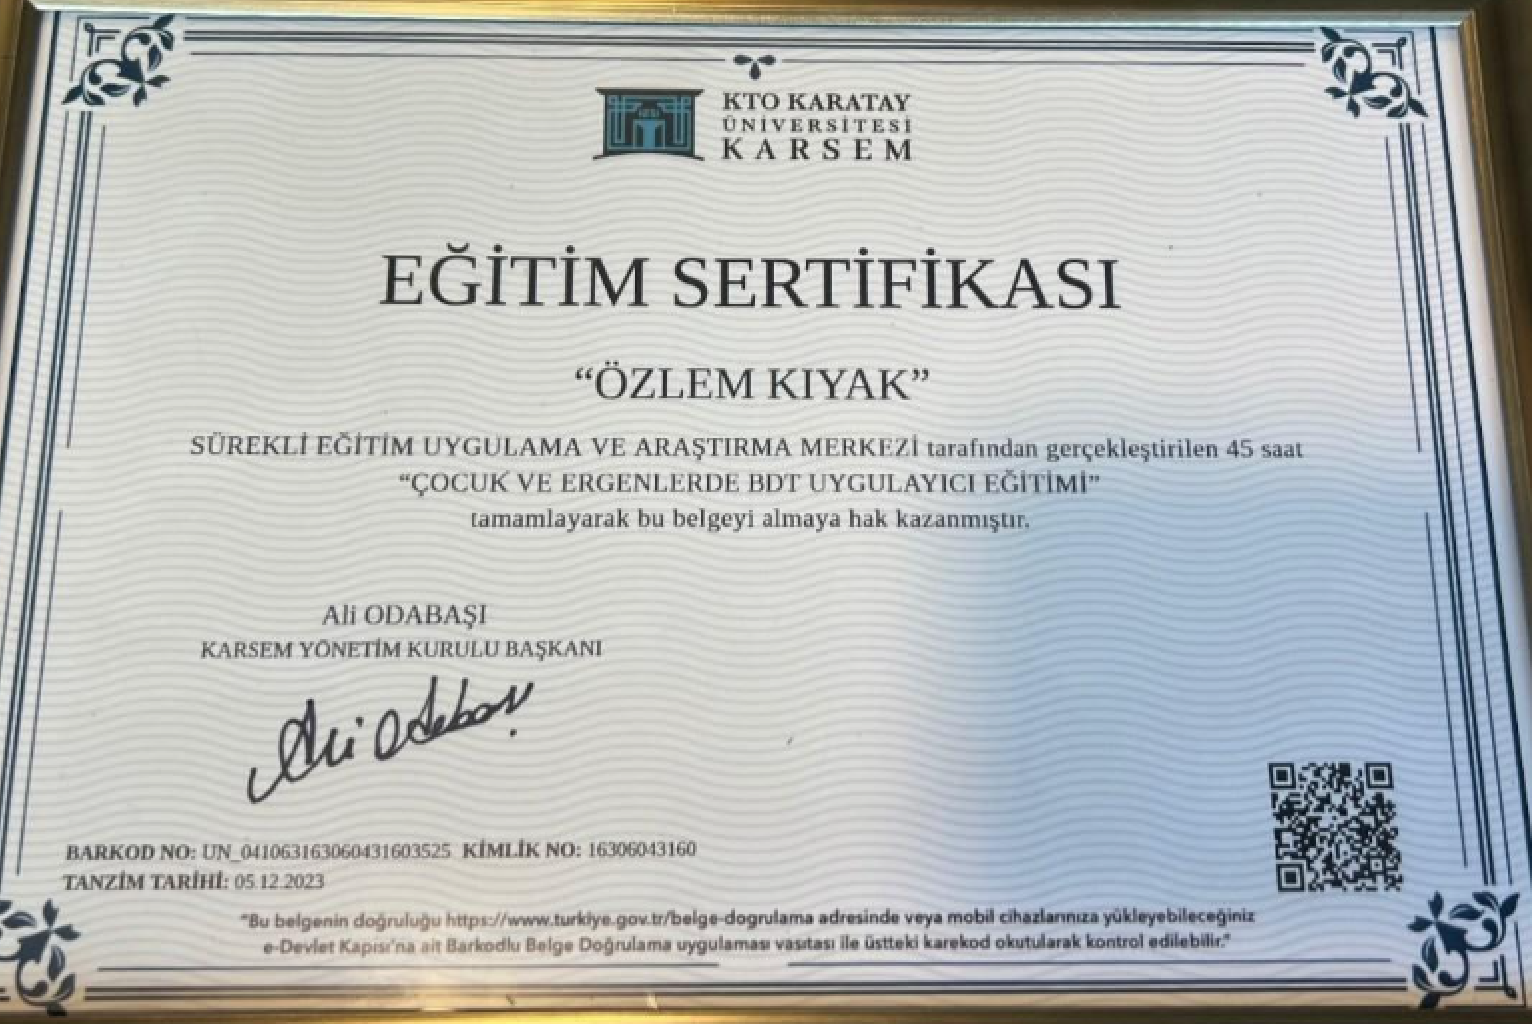 KTO KARATAY
ÜNİVERSİTESİ
KARSEM
EĞİTİM SERTİFİKASI
“ÖZLEM KIYAK”
SÜREKLİ EĞİTİM UYGULAMA VE ARAŞTIRMA MERKEZİ tarafından gerçekleştirilen 45 saat
“ÇOCUK VE ERGENLERDE BDT UYGULAYICI EĞİTİMİ”
tamamlayarak bu belgeyi almaya hak kazanmıştır.
Ali ODABAŞI
KARSEM YÖNETİM KURULU BAŞKANI
Ali Odabaşı
BARKOD NO: UN_041063163060431603525 KİMLİK NO: 16306043160
TANZİM TARİHİ: 05.12.2023
"Bu belgenin doğruluğu https://www.turkiye.gov.tr/belge-dogrulama adresinde veya mobil cihazlarınıza yükleyebileceğiniz
e-Devlet Kapısı'na ait Barkodlu Belge Doğrulama uygulaması vasıtası ile üstteki karekod okutularak kontrol edilebilir."